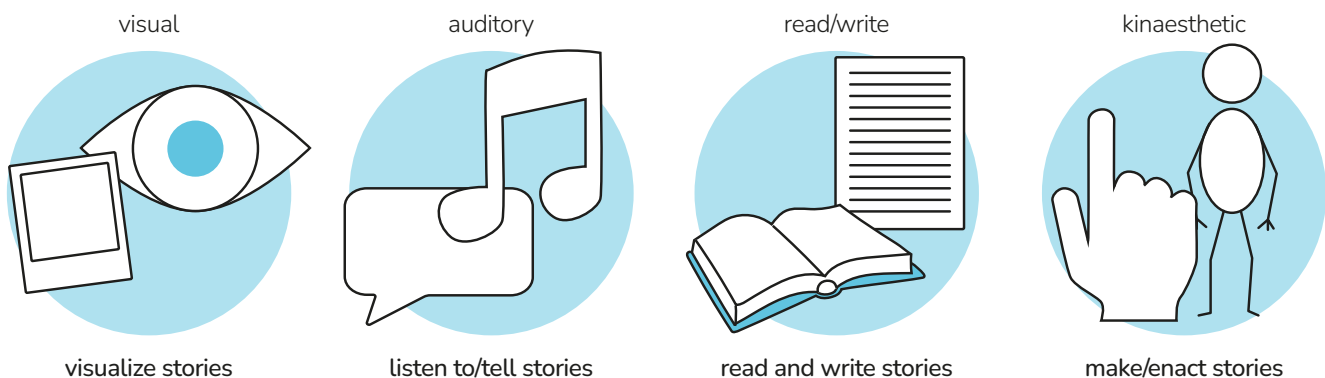 visual
auditory
read/write
kinaesthetic
visualize stories
listen to/tell stories
read and write stories
make/enact stories